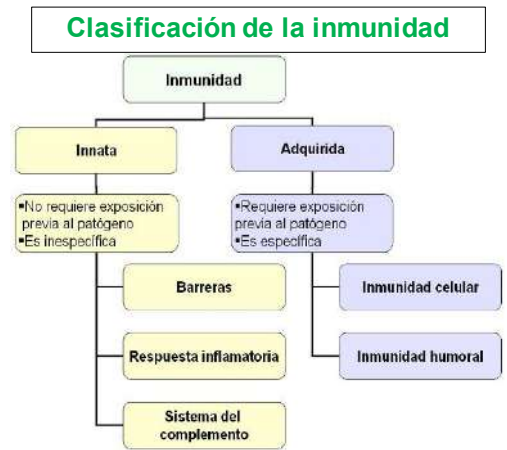 Clasificación de la inmunidad
Inmunidad
Innata
Adquirida
▪No requiere exposición
previa al patógeno
▪Es inespecífica
▪Requiere exposición
previa al patógeno
▪Es específica
Barreras
Inmunidad celular
Respuesta inflamatoria
Inmunidad humoral
Sistema del
complemento